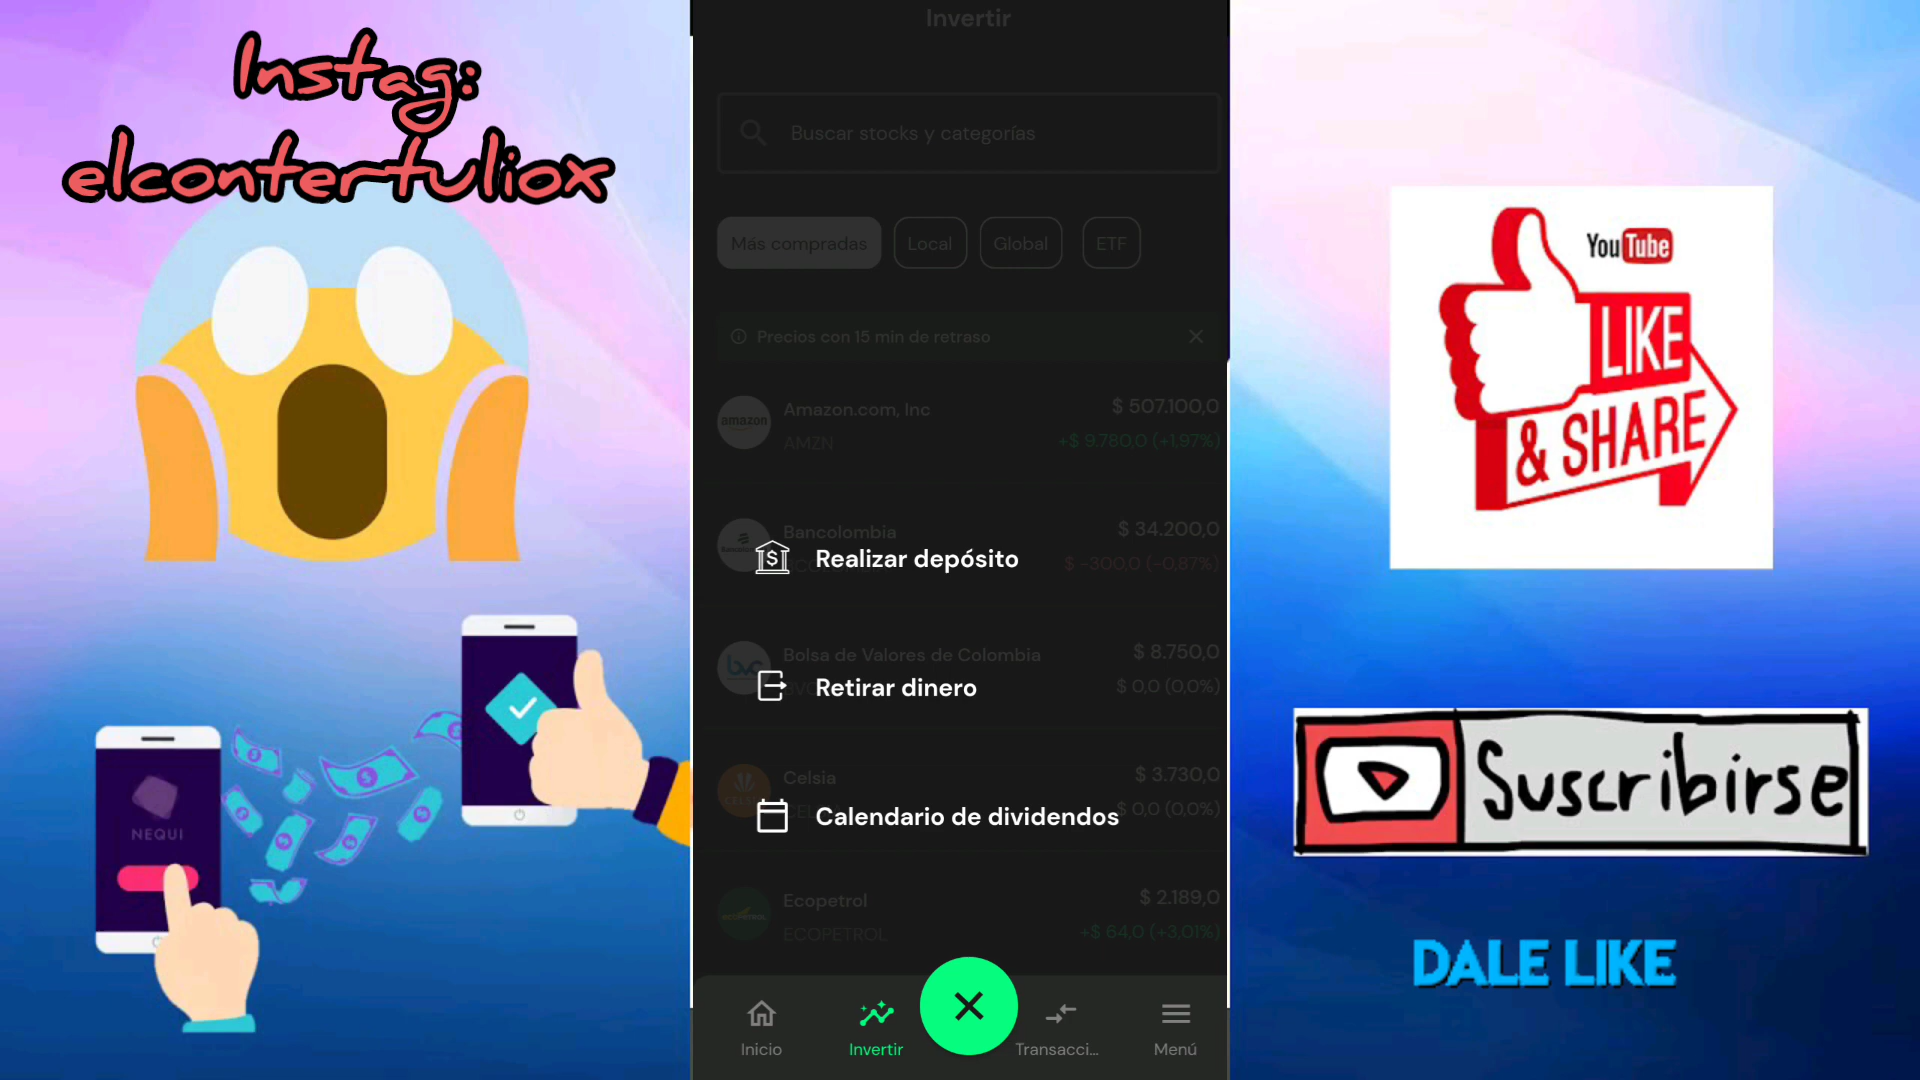 Instag:
elcontertuliox
NEQUI
Invertir
Buscar stocks y categorías
Más compradas
Local
Global
ETF
Precios con 15 min de retraso
amazon
Amazon.com, Inc
$ 507.100,0
AMZN
+$ 9.780,0 (+1,97%)
Bancolombia
$ 34.200,0
$ -300,0 (-0,87%)
Realizar depósito
bvc
Bolsa de Valores de Colombia
$ 8.750,0
$ 0,0 (0,0%)
Retirar dinero
Celsia
$ 3.730,0
$ 0,0 (0,0%)
Calendario de dividendos
Ecopetrol
$ 2.189,0
ECOPETROL
+$ 64,0 (+3,01%)
Inicio
Invertir
Transacci...
Menú
YouTube
LIKE
& SHARE
Suscribirse
DALE LIKE